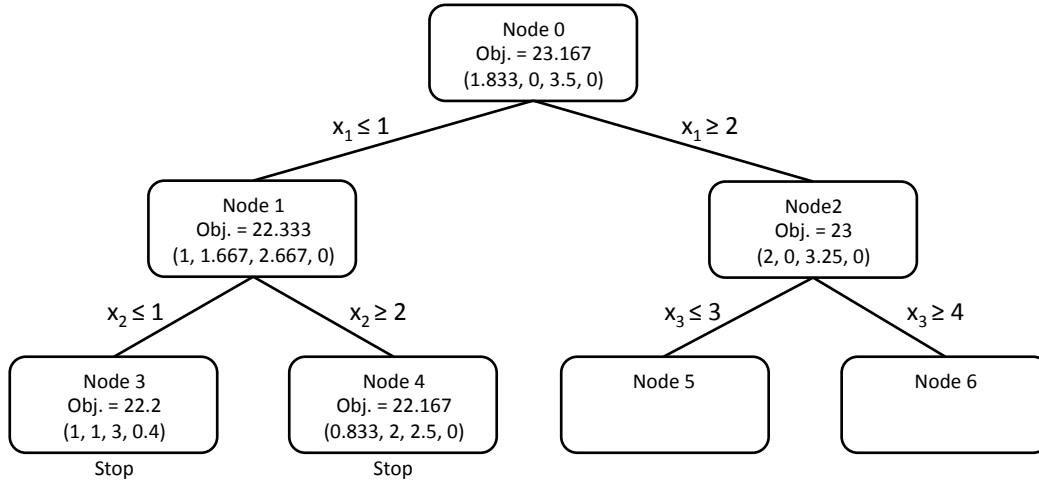 Node 0
Obj. = 23.167
(1.833, 0, 3.5, 0)
x₁ ≤ 1
x₁ ≥ 2
Node 1
Obj. = 22.333
(1, 1.667, 2.667, 0)
Node2
Obj. = 23
(2, 0, 3.25, 0)
x₂ ≤ 1
x₂ ≥ 2
x₃ ≤ 3
x₃ ≥ 4
Node 3
Obj. = 22.2
(1, 1, 3, 0.4)
Node 4
Obj. = 22.167
(0.833, 2, 2.5, 0)
Node 5
Node 6
Stop
Stop